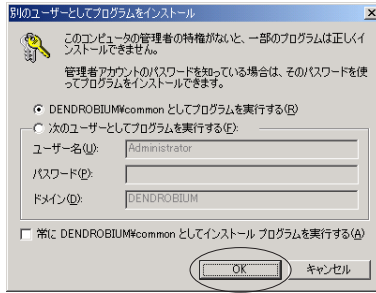 別のユーザーとしてプログラムをインストール
このコンピュータの管理者の特権がないと、一部のプログラムは正しくイ
ンストールできません。
管理者アカウントのパスワードを知っている場合は、そのパスワードを使
ってプログラムをインストールできます。
DENDROBIUM¥common としてプログラムを実行する(R)
次のユーザーとしてプログラムを実行する(F):
ユーザー名(U):
Administrator
パスワード(P):
ドメイン(D):
DENDROBIUM
常に DENDROBIUM¥common としてインストール プログラムを実行する(A)
OK
キャンセル